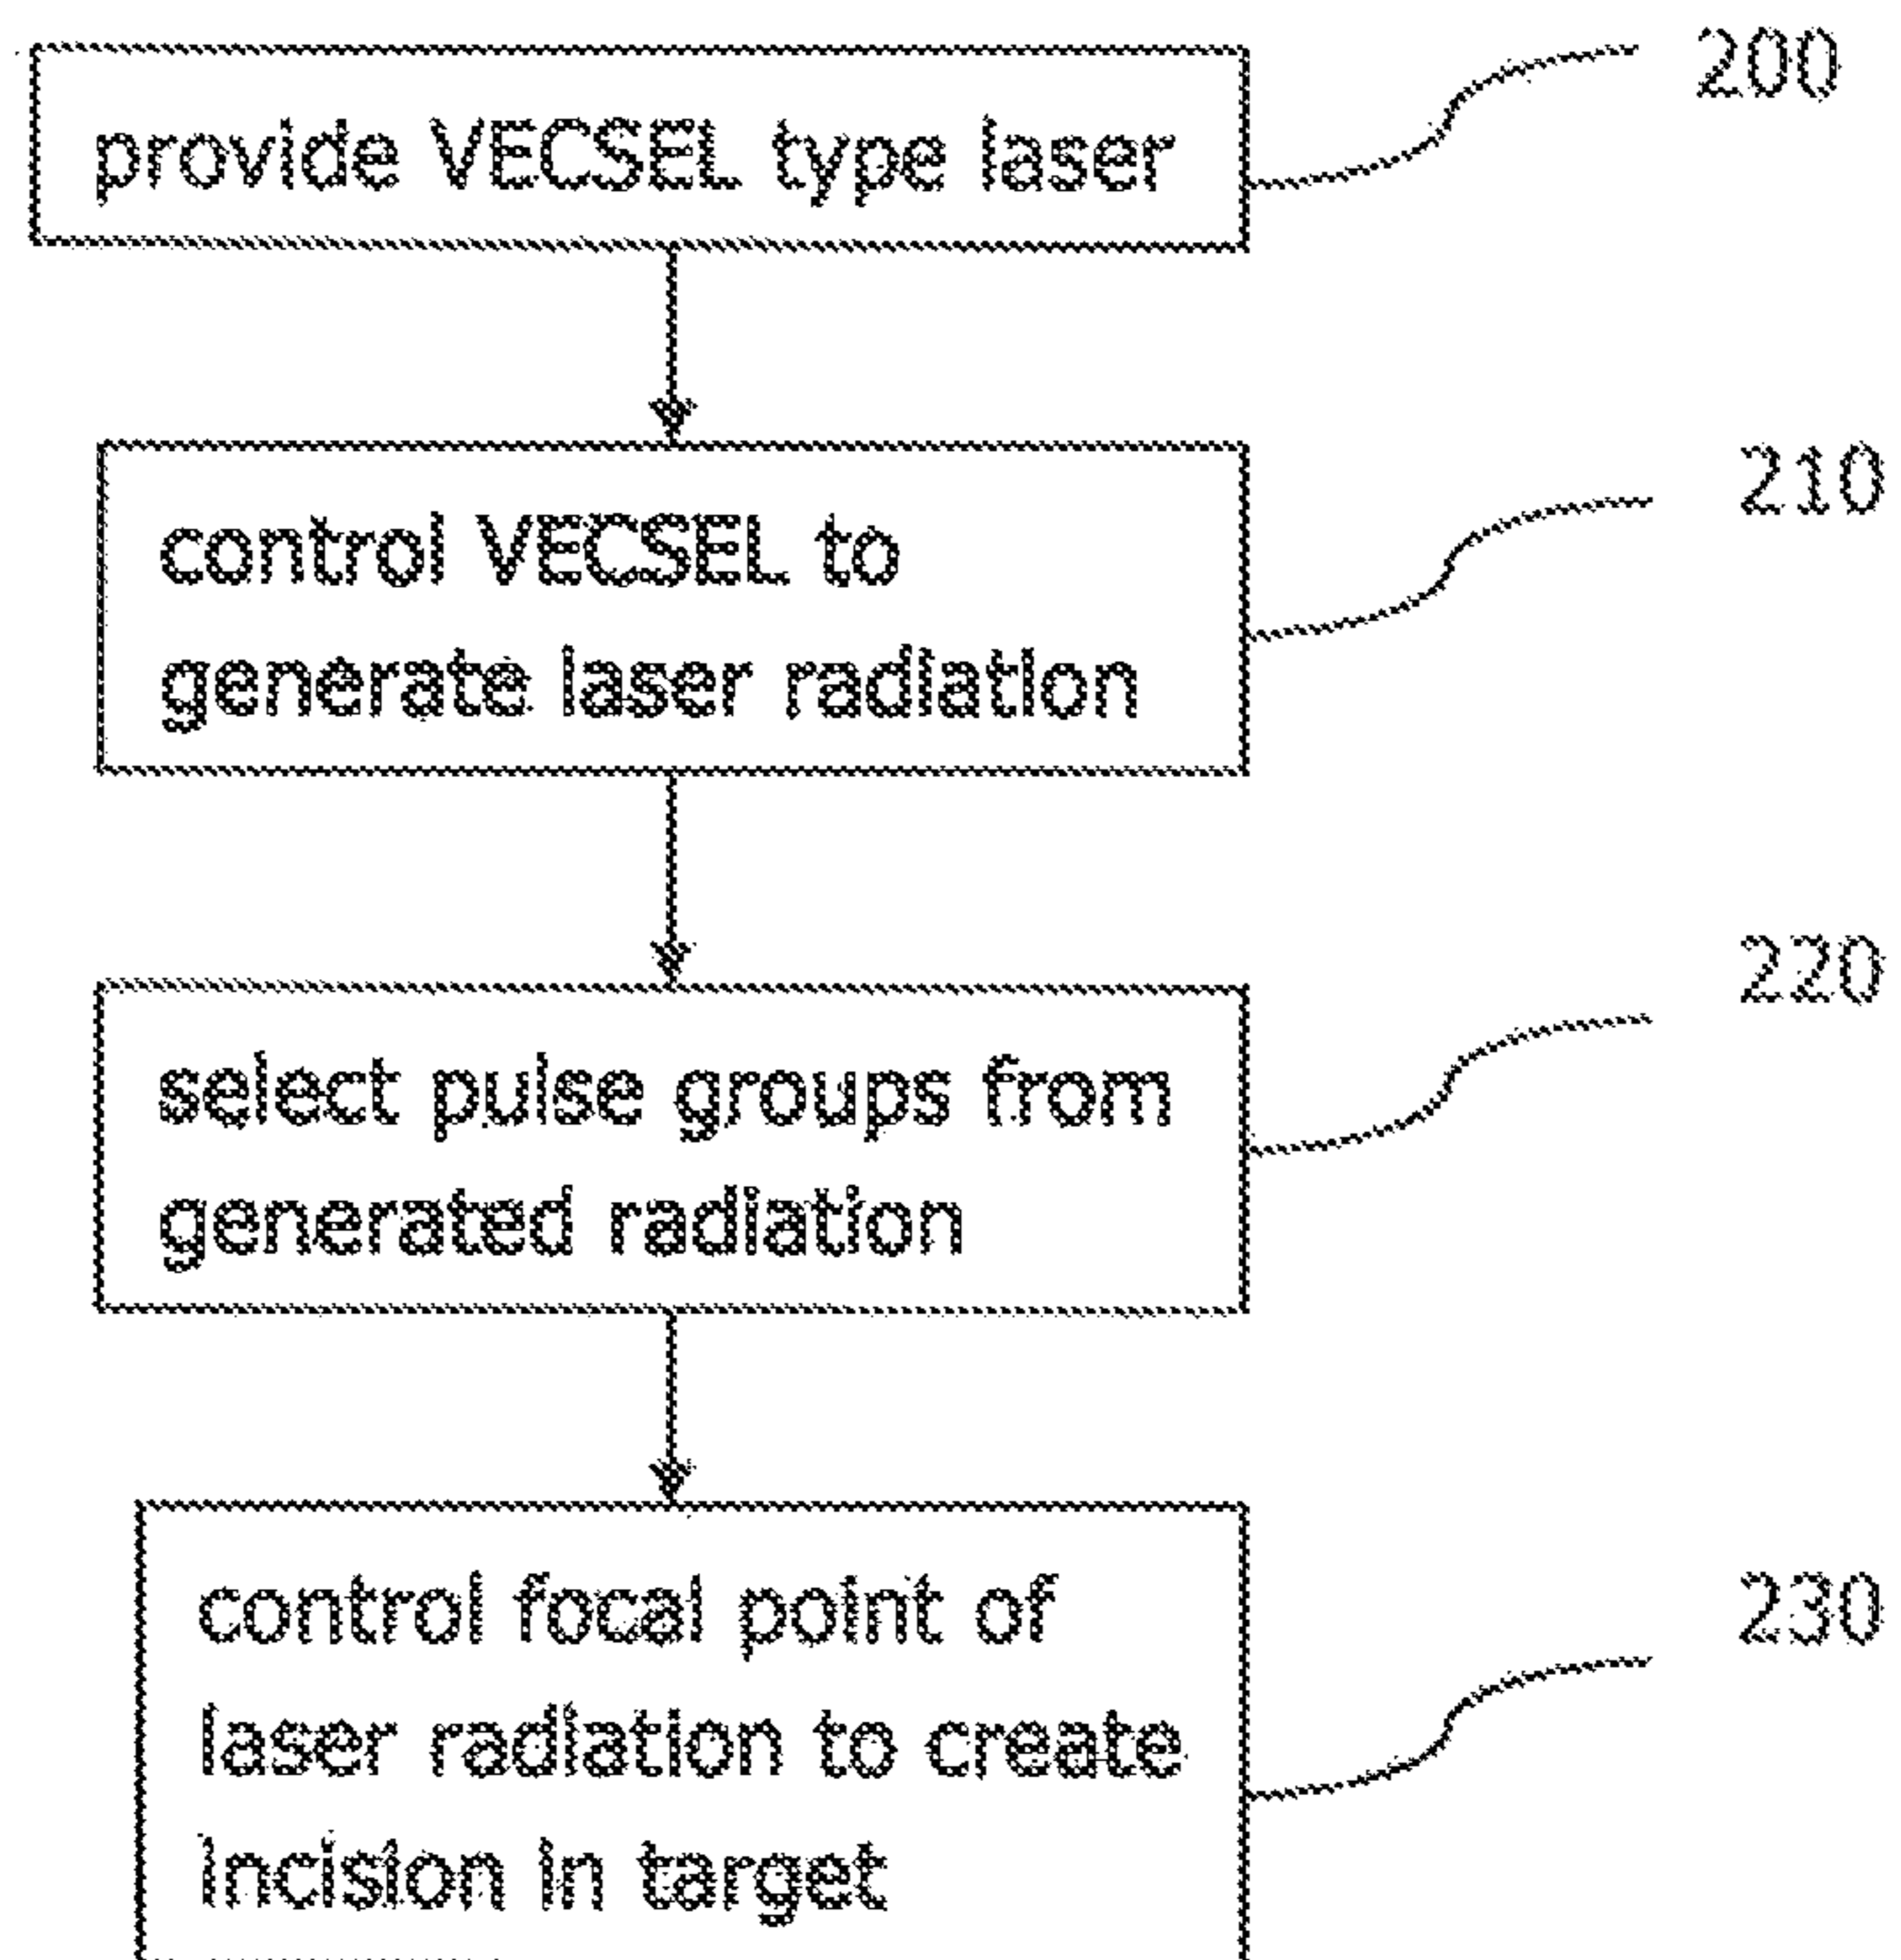 provide VECSEL type laser
200
control VECSEL to
generate laser radiation
210
select pulse groups from
generated radiation
220
control focal point of
laser radiation to create
incision in target
230